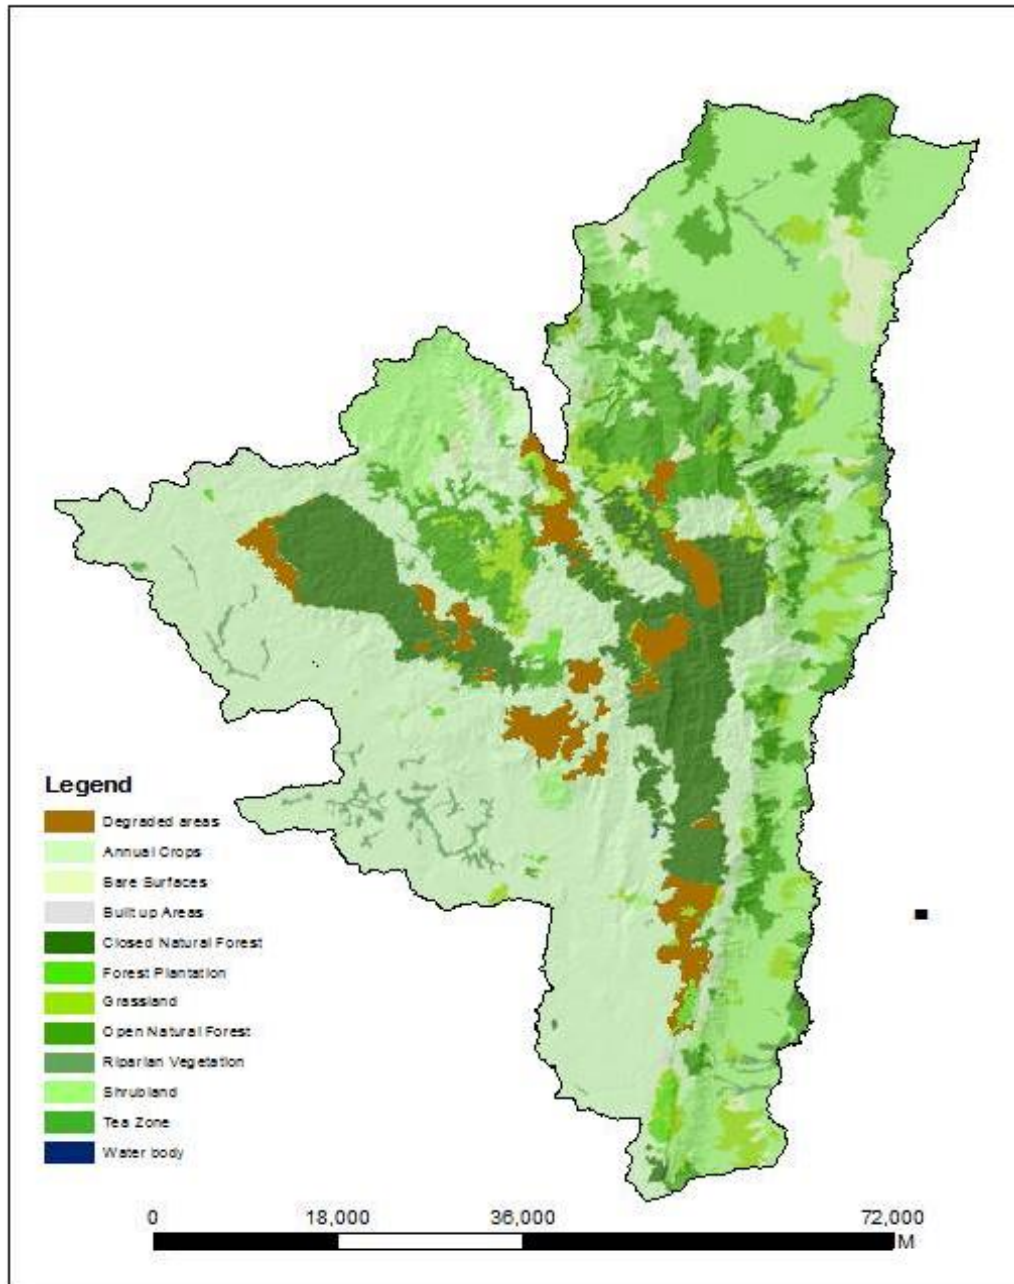 Legend
Degraded areas
Annual Crops
Bare Surfaces
Built up Areas
Closed Natural Forest
Forest Plantation
Grassland
Open Natural Forest
Riparian Vegetation
Shrubland
Tea Zone
Water body
0 18,000 36,000 72,000
M